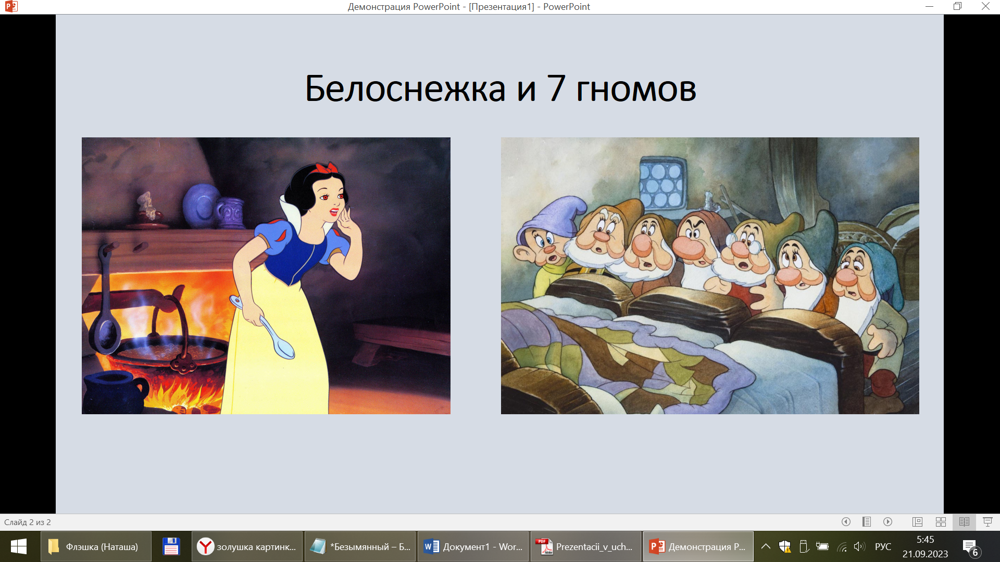 Демонстрация PowerPoint - [Презентация1] - PowerPoint
Белоснежка и 7 гномов
Слайд 2 из 2
Флэшка (Наташа)
золушка картинк...
*Безымянный – Б...
Документ1 - Wor...
Prezentacii_v_uch...
Демонстрация P...
РУС
5:45
21.09.2023
6